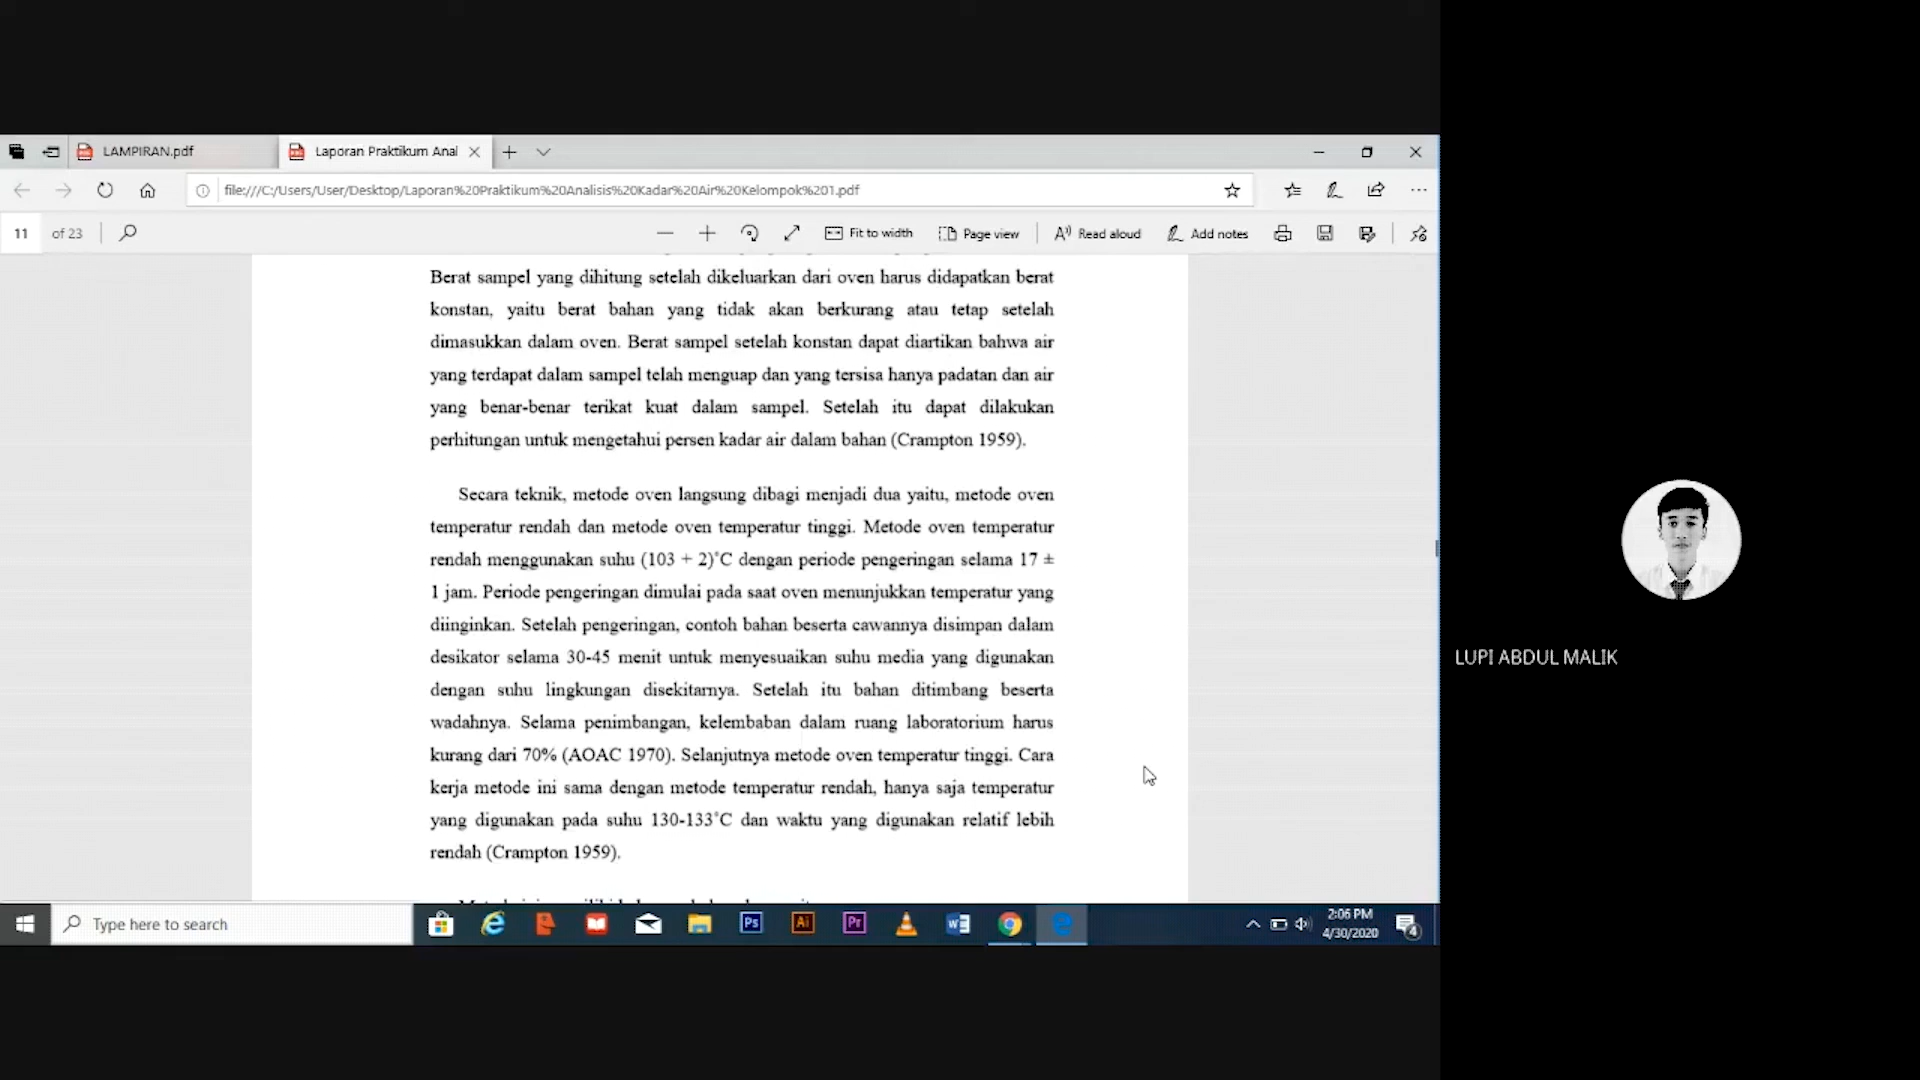 LAMPIRAN.pdf
Laporan Praktikum Anal
file:///C:/Users/User/Desktop/Laporan%20Praktikum%20Analisis%20Kadar%20Air%20Kelompok%201.pdf
11 of 23
Fit to width
Page view
Read aloud
Add notes
Berat sampel yang dihitung setelah dikeluarkan dari oven harus didapatkan berat
konstan, yaitu berat bahan yang tidak akan berkurang atau tetap setelah
dimasukkan dalam oven. Berat sampel setelah konstan dapat diartikan bahwa air
yang terdapat dalam sampel telah menguap dan yang tersisa hanya padatan dan air
yang benar-benar terikat kuat dalam sampel. Setelah itu dapat dilakukan
perhitungan untuk mengetahui persen kadar air dalam bahan (Crampton 1959).
Secara teknik, metode oven langsung dibagi menjadi dua yaitu, metode oven
temperatur rendah dan metode oven temperatur tinggi. Metode oven temperatur
rendah menggunakan suhu (103 + 2)˚C dengan periode pengeringan selama 17 ±
1 jam. Periode pengeringan dimulai pada saat oven menunjukkan temperatur yang
diinginkan. Setelah pengeringan, contoh bahan beserta cawannya disimpan dalam
desikator selama 30-45 menit untuk menyesuaikan suhu media yang digunakan
dengan suhu lingkungan disekitarnya. Setelah itu bahan ditimbang beserta
wadahnya. Selama penimbangan, kelembaban dalam ruang laboratorium harus
kurang dari 70% (AOAC 1970). Selanjutnya metode oven temperatur tinggi. Cara
kerja metode ini sama dengan metode temperatur rendah, hanya saja temperatur
yang digunakan pada suhu 130-133˚C dan waktu yang digunakan relatif lebih
rendah (Crampton 1959).
LUPI ABDUL MALIK
Type here to search
Ps
Ai
Pr
2:06 PM
4/30/2020
4